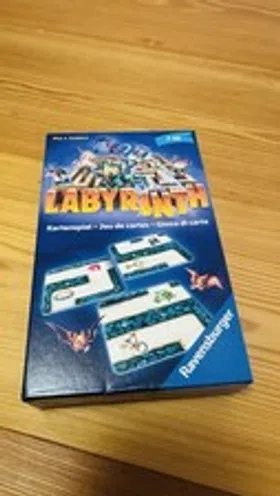 LABYRINTH
Kartenspiel – Jeu de cartes – Gioco di carte
Ravensburger